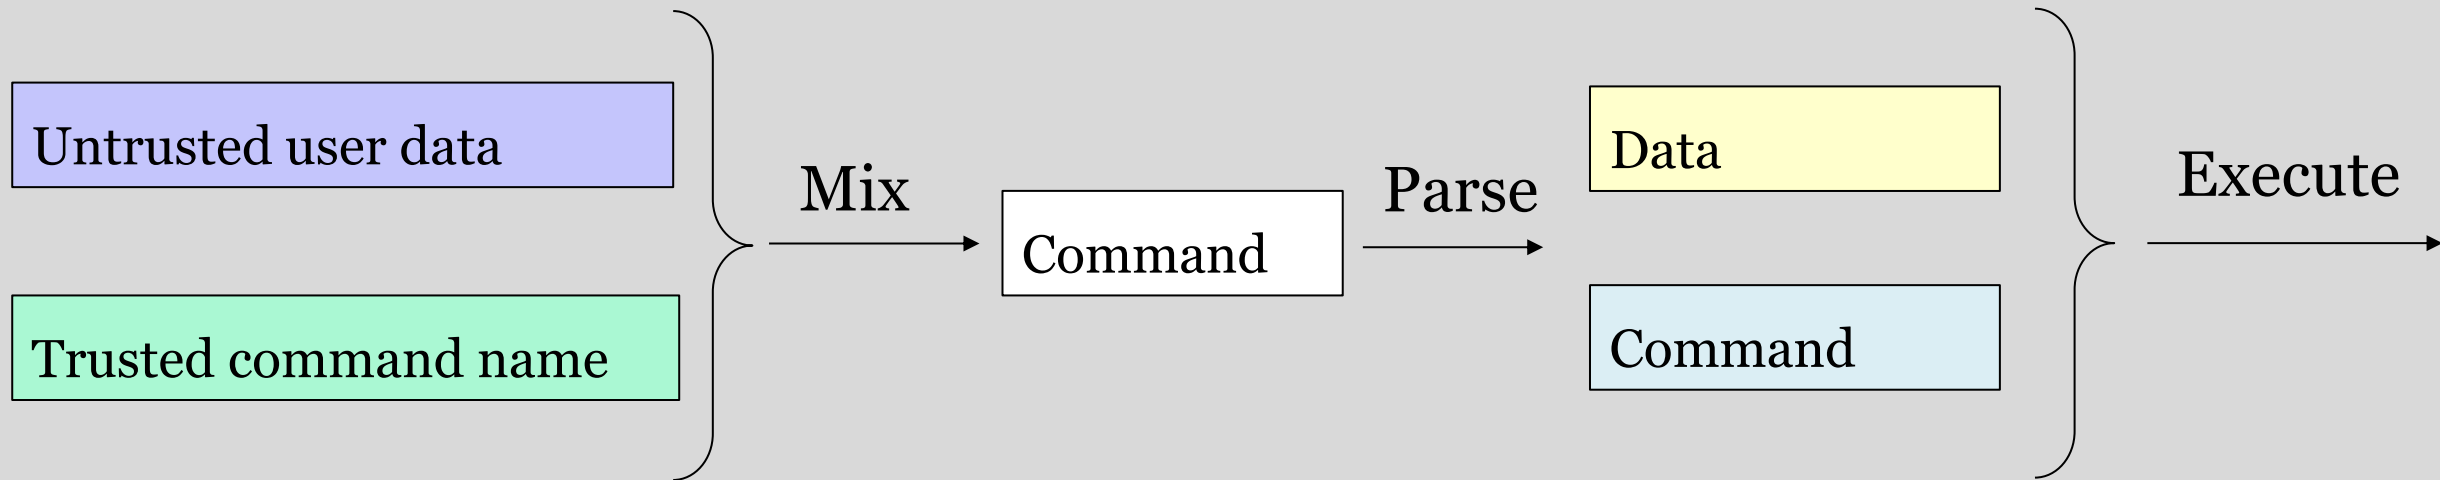 Untrusted user data
Trusted command name
Mix
Command
Parse
Data
Command
Execute